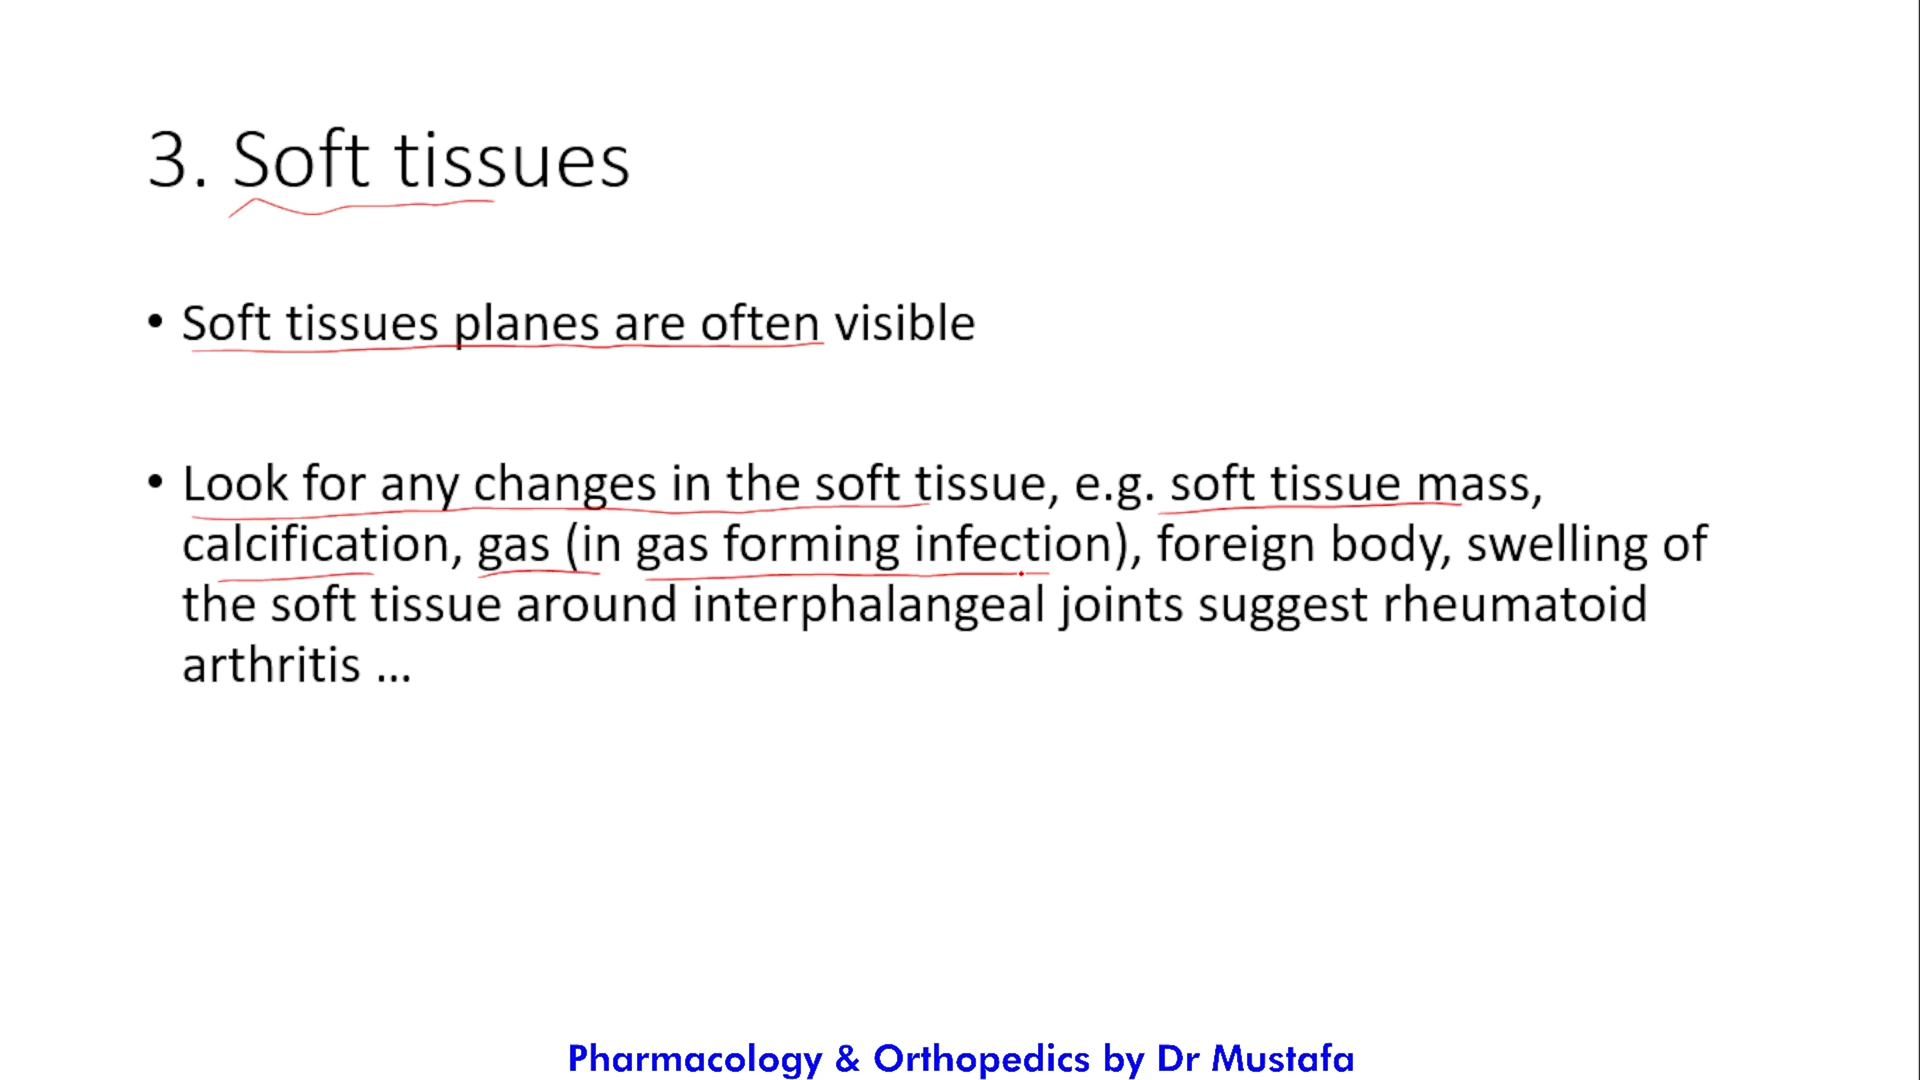 3. Soft tissues
• Soft tissues planes are often visible
• Look for any changes in the soft tissue, e.g. soft tissue mass,
calcification, gas (in gas forming infection), foreign body, swelling of
the soft tissue around interphalangeal joints suggest rheumatoid
arthritis ...
Pharmacology & Orthopedics by Dr Mustafa